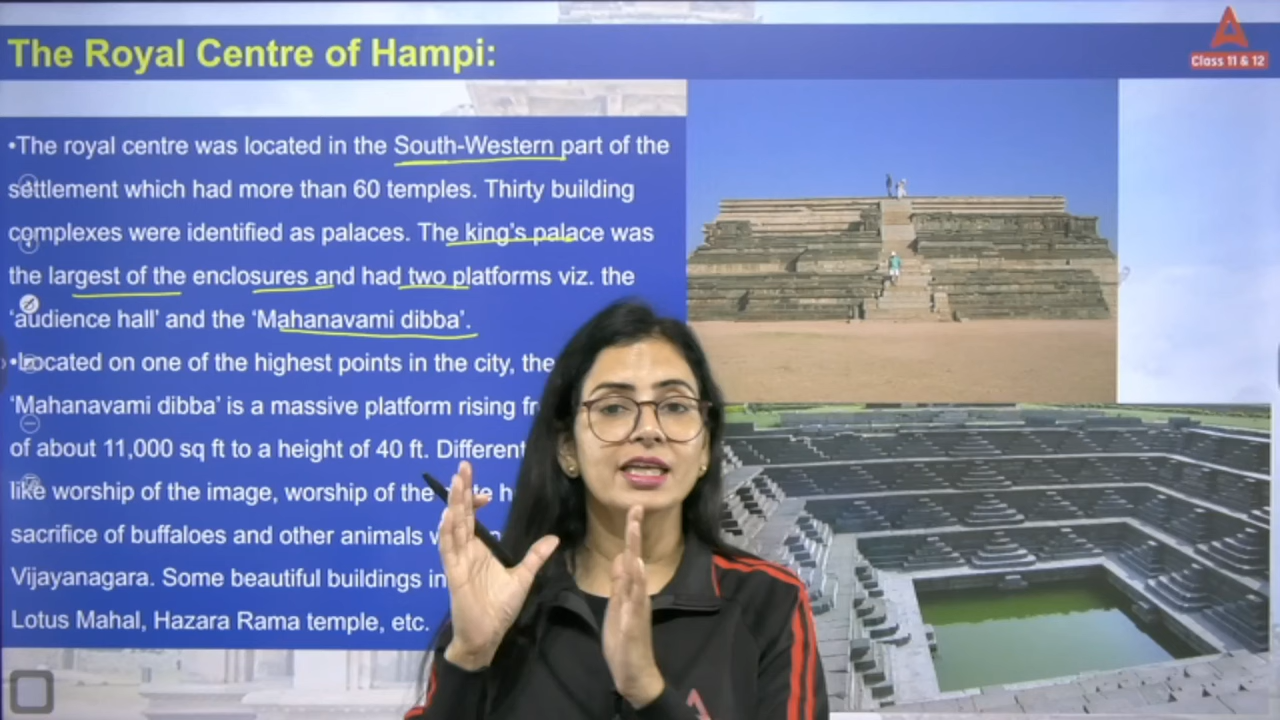 The Royal Centre of Hampi:
Class 11 & 12
•The royal centre was located in the South-Western part of the
settlement which had more than 60 temples. Thirty building
complexes were identified as palaces. The king's palace was
the largest of the enclosures and had two platforms viz. the
'audience hall' and the 'Mahanavami dibba'.
•Located on one of the highest points in the city, the
'Mahanavami dibba' is a massive platform rising
of about 11,000 sq ft to a height of 40 ft. Different
like worship of the image, worship of the
sacrifice of buffaloes and other animals
Vijayanagara. Some beautiful buildings in
Lotus Mahal, Hazara Rama temple, etc.